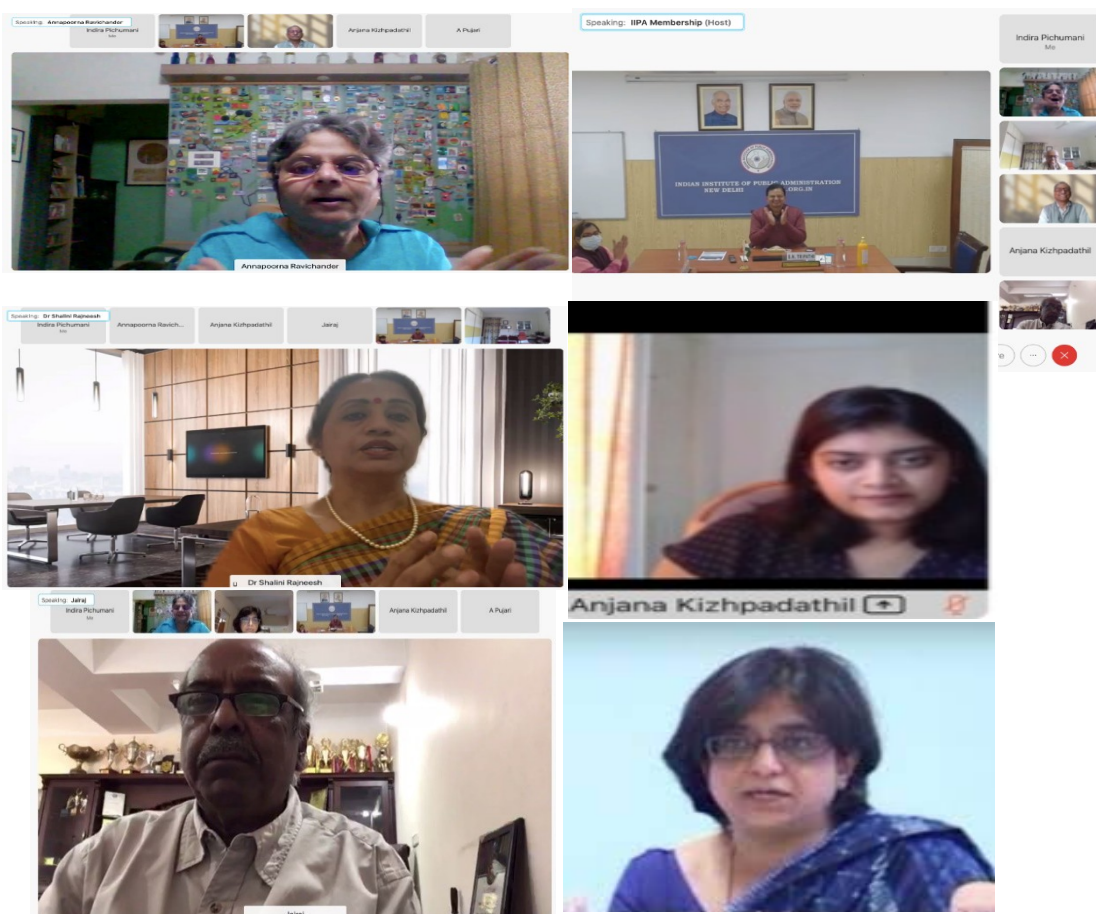 Speaking: Annapoorna Ravichander
Indira Pichumani
Me
Anjana Kizhpadathil
A Pujari
Annapoorna Ravichander
Speaking: IIPA Membership (Host)
Indira Pichumani
Me
INDIAN INSTITUTE OF PUBLIC ADMINISTRATION
NEW DELHI
ORG.IN
Anjana Kizhpadathil
Speaking: Dr Shalini Rajneesh
Indira Pichumani
Me
Annapoorna Ravich...
Anjana Kizhpadathil
Jairaj
Dr Shalini Rajneesh
Anjana Kizhpadathil
Speaking: Jairaj
Indira Pichumani
Me
Anjana Kizhpadathil
A Pujari
Jairaj